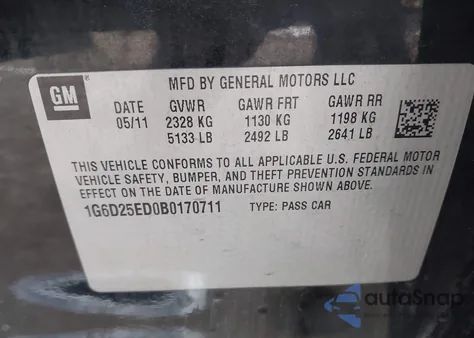 GM
MFD BY GENERAL MOTORS LLC
DATE GVWR GAWR FRT GAWR RR
05/11 2328 KG 1130 KG 1198 KG
5133 LB 2492 LB 2641 LB
THIS VEHICLE CONFORMS TO ALL APPLICABLE U.S. FEDERAL MOTOR
VEHICLE SAFETY, BUMPER, AND THEFT PREVENTION STANDARDS IN
EFFECT ON THE DATE OF MANUFACTURE SHOWN ABOVE.
1G6D25ED0B0170711 TYPE: PASS CAR
autoSnap